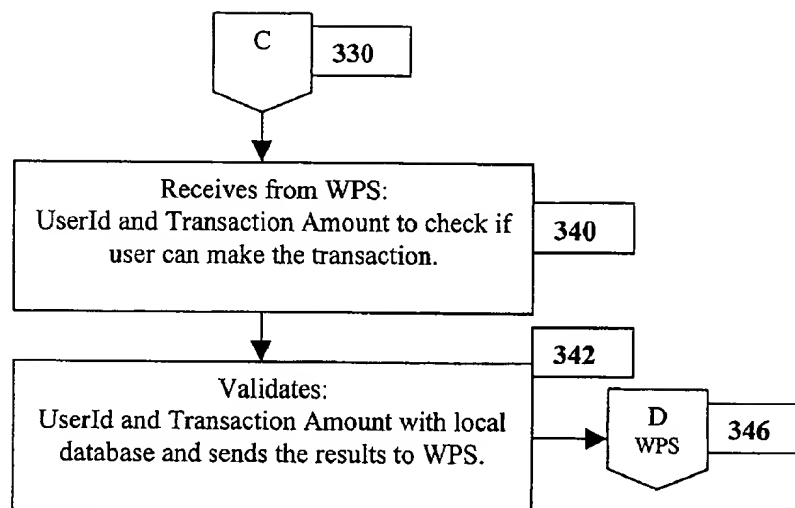 C
330
Receives from WPS:
UserId and Transaction Amount to check if
user can make the transaction.
340
342
Validates:
UserId and Transaction Amount with local
database and sends the results to WPS.
D
WPS
346